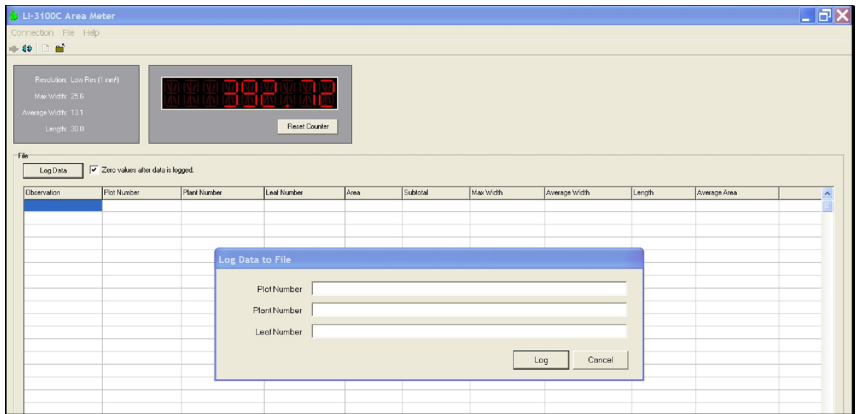 LI-3100C Area Meter
Connection File Help
Resolution: Low Res (1 mm²)
Max Width: 25.6
Average Width: 13.1
Length: 30.0
392.72
Reset Counter
File
Log Data
Zero values after data is logged.
Observation Plot Number Plant Number Leaf Number Area Subtotal Max Width Average Width Length Average Area
Log Data to File
Plot Number
Plant Number
Leaf Number
Log Cancel